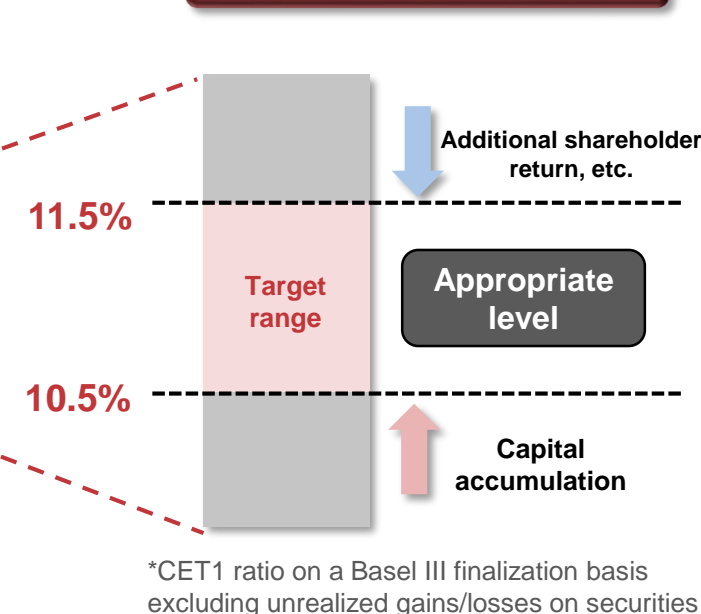 Additional shareholder
return, etc.
11.5%
Target
range
Appropriate
level
10.5%
Capital
accumulation
*CET1 ratio on a Basel III finalization basis
excluding unrealized gains/losses on securities